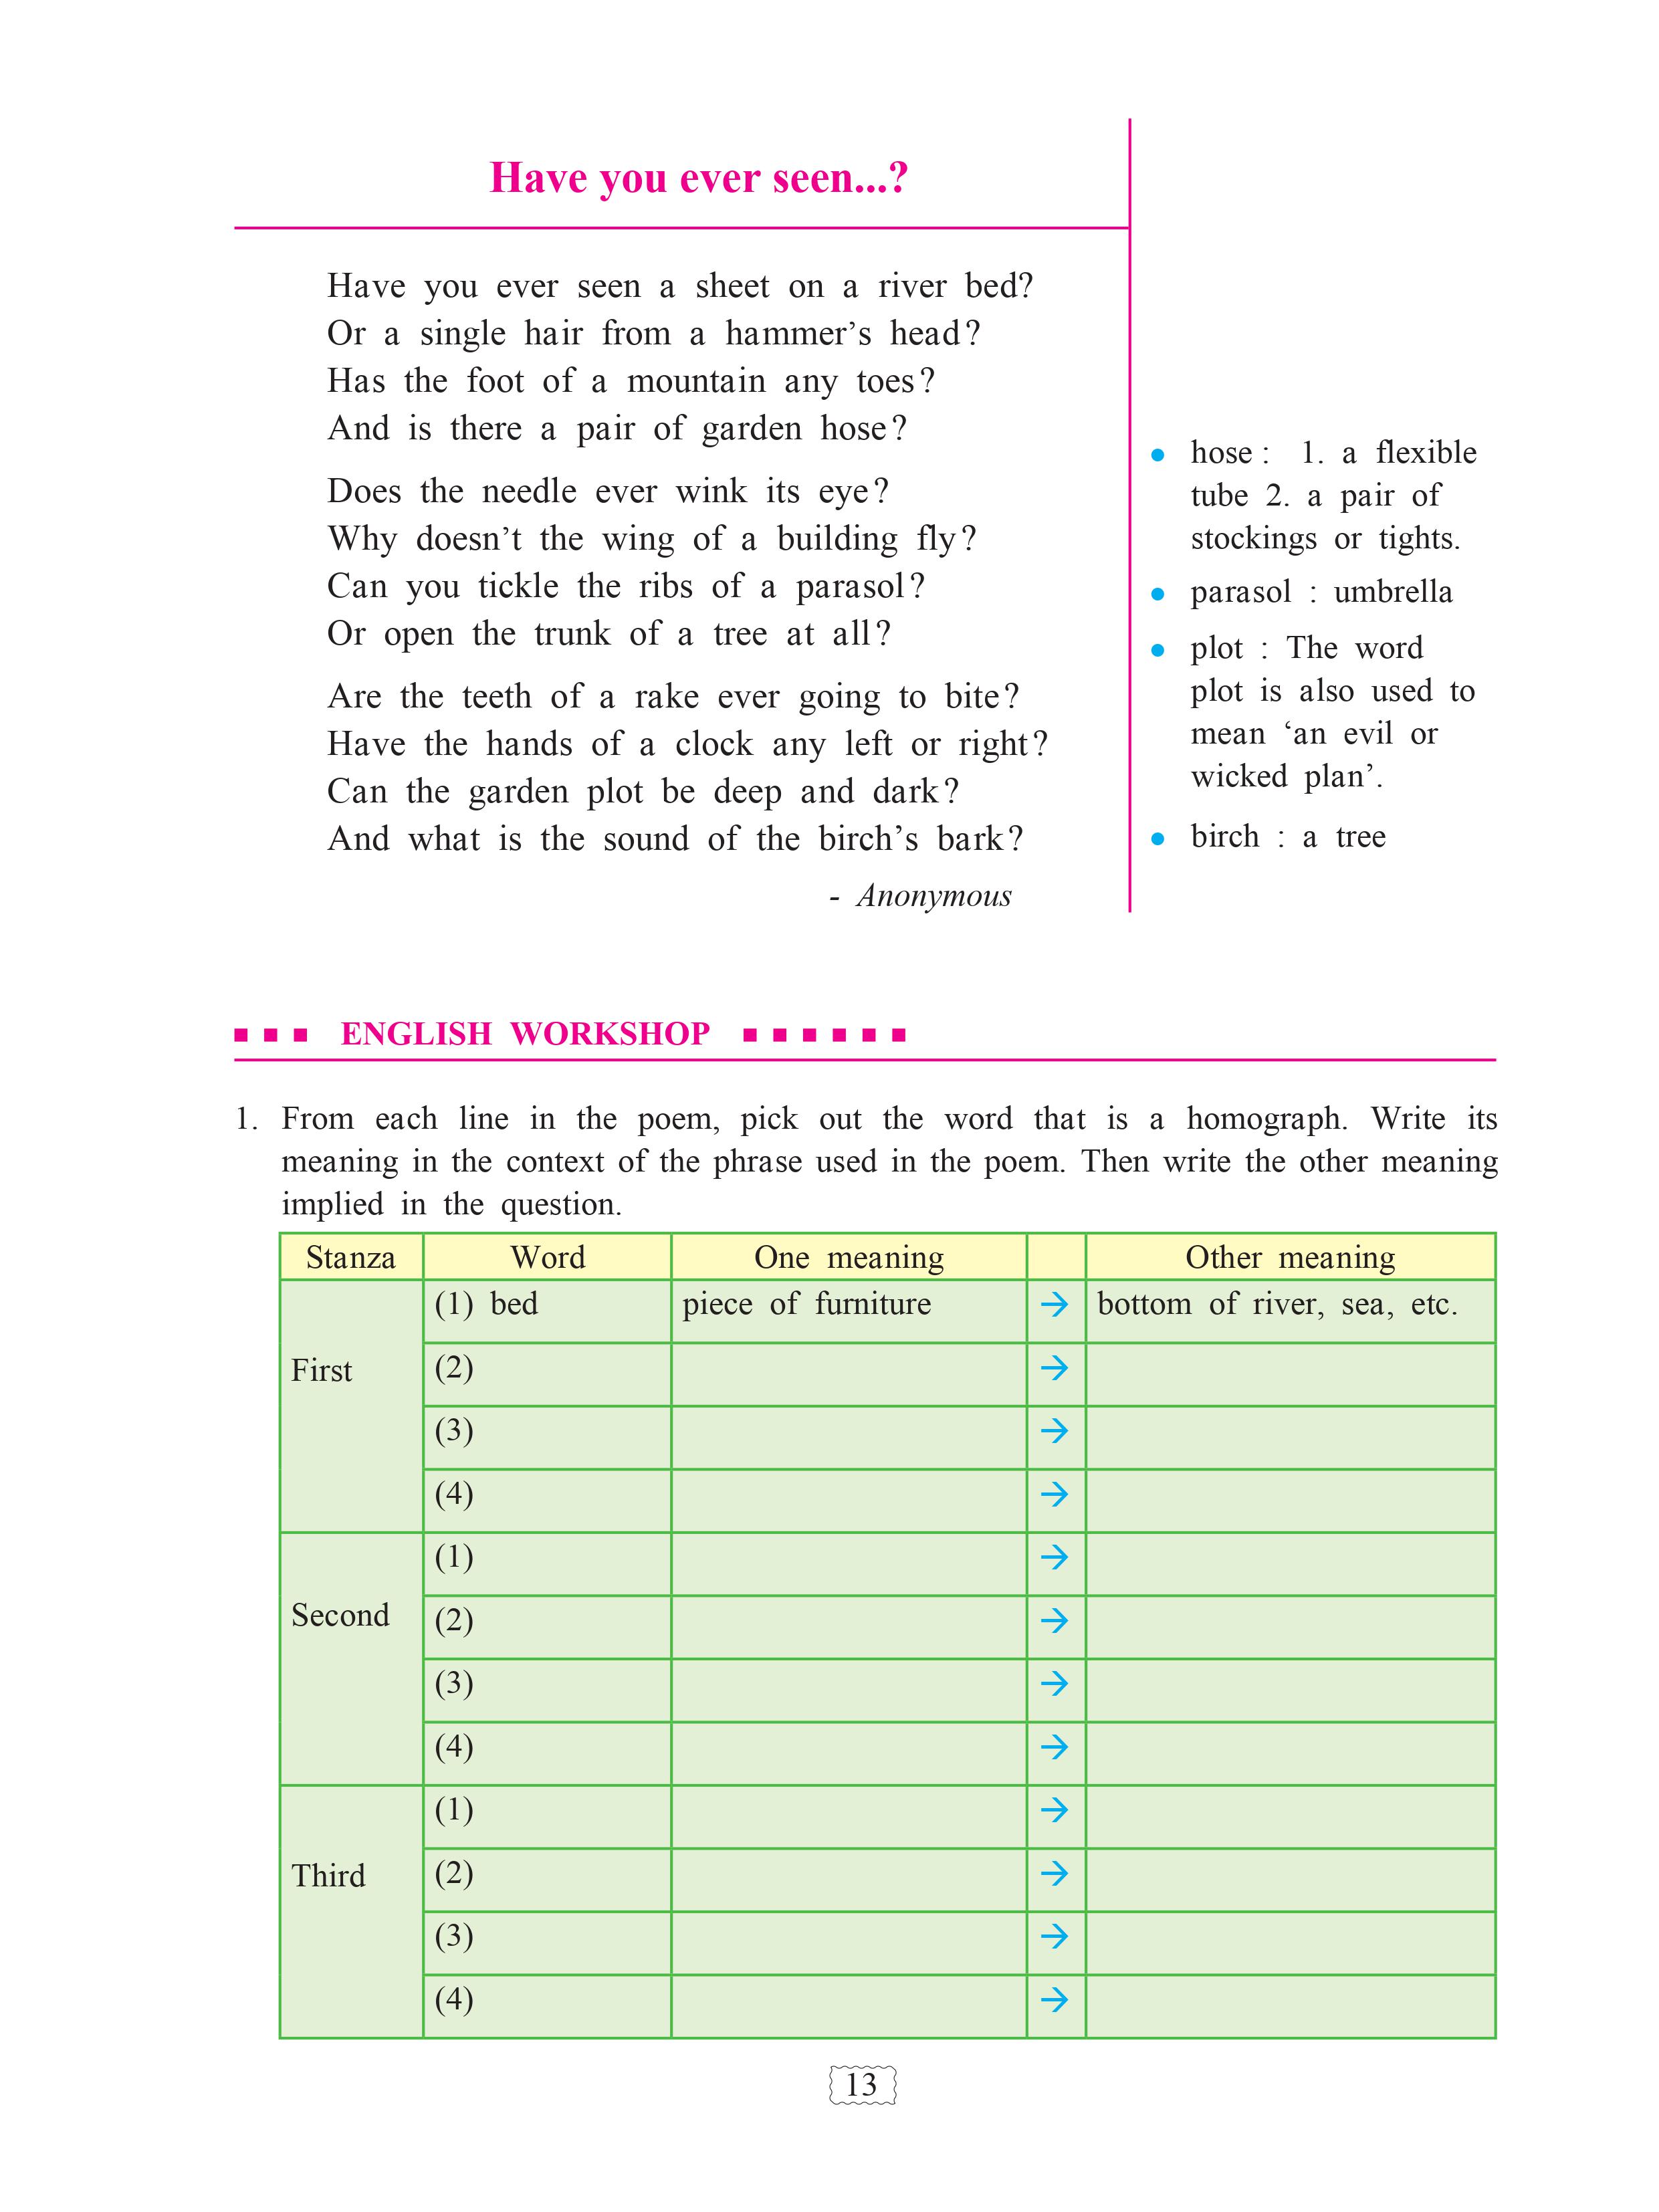 Have you ever seen...?
Have you ever seen a sheet on a river bed?
Or a single hair from a hammer’s head?
Has the foot of a mountain any toes?
And is there a pair of garden hose?
Does the needle ever wink its eye?
Why doesn’t the wing of a building fly?
Can you tickle the ribs of a parasol?
Or open the trunk of a tree at all?
Are the teeth of a rake ever going to bite?
Have the hands of a clock any left or right?
Can the garden plot be deep and dark?
And what is the sound of the birch’s bark?
- Anonymous
• hose : 1. a flexible
tube 2. a pair of
stockings or tights.
• parasol : umbrella
• plot : The word
plot is also used to
mean ‘an evil or
wicked plan’.
• birch : a tree
ENGLISH WORKSHOP
1. From each line in the poem, pick out the word that is a homograph. Write its
meaning in the context of the phrase used in the poem. Then write the other meaning
implied in the question.
Stanza Word One meaning Other meaning
First (1) bed piece of furniture → bottom of river, sea, etc.
(2) →
(3) →
(4) →
Second (1) →
(2) →
(3) →
(4) →
Third (1) →
(2) →
(3) →
(4) →
13